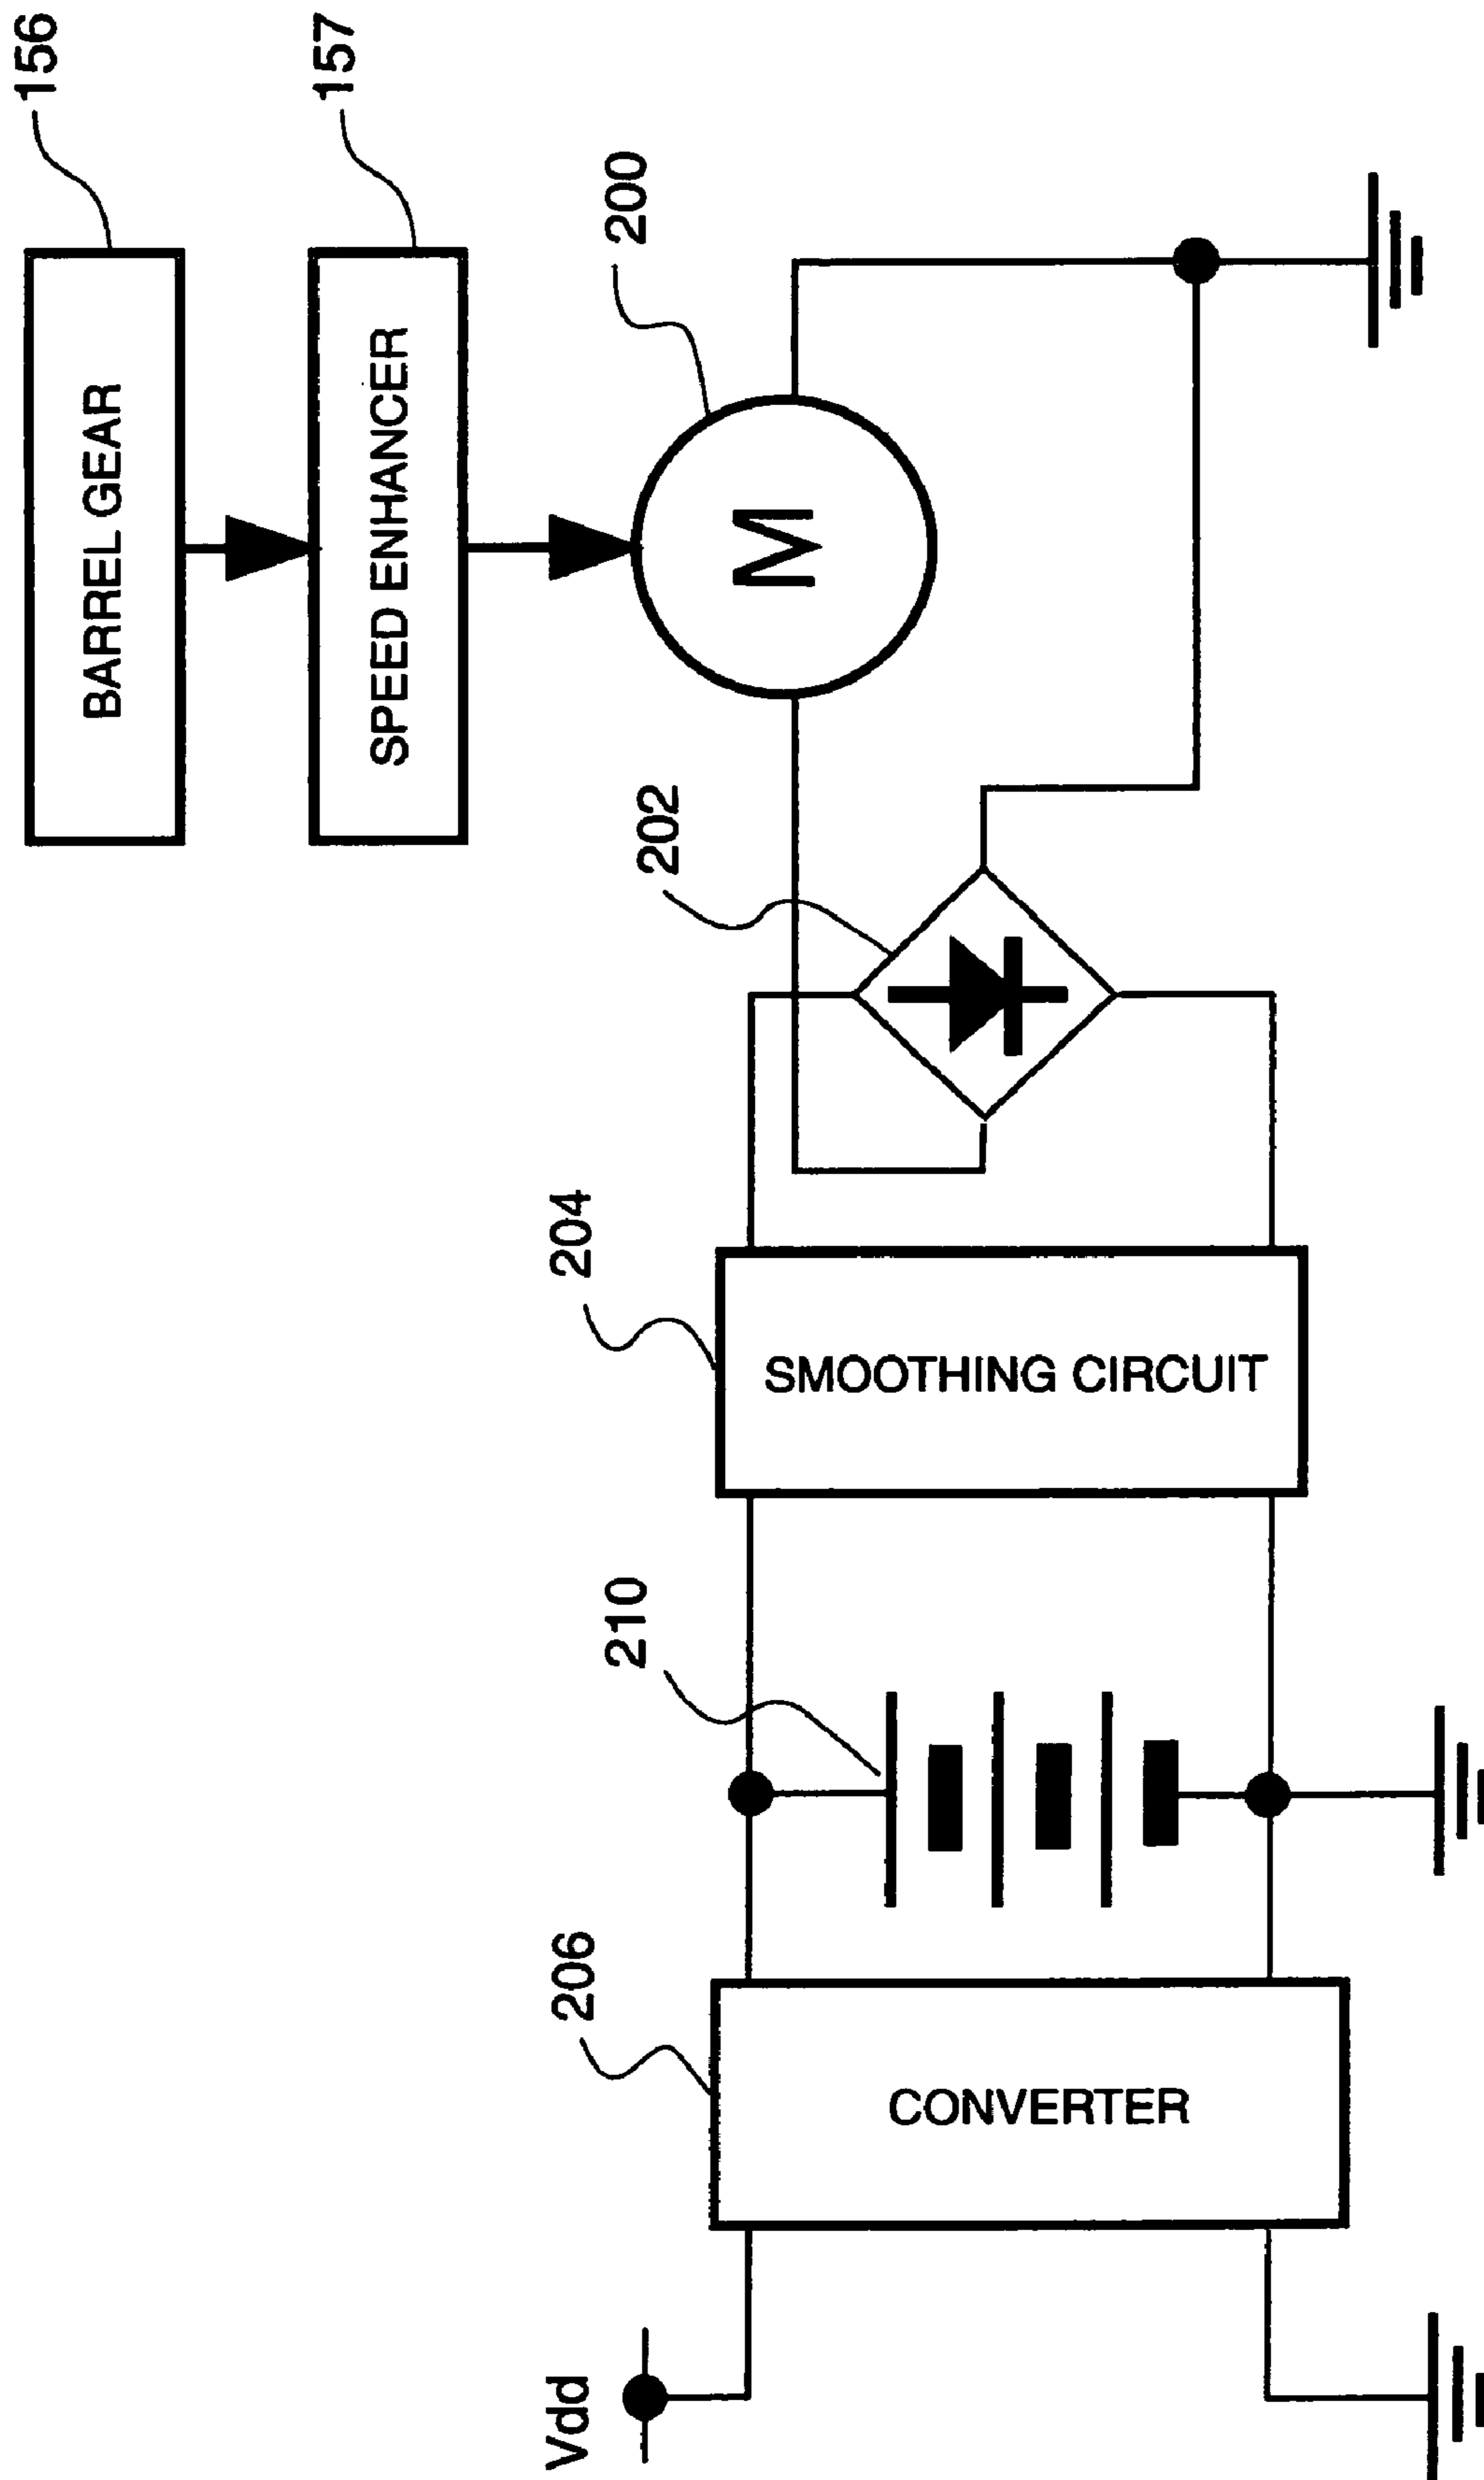 156
BARREL GEAR
157
SPEED ENHANCER
200
M
202
204
SMOOTHING CIRCUIT
210
206
CONVERTER
Vdd